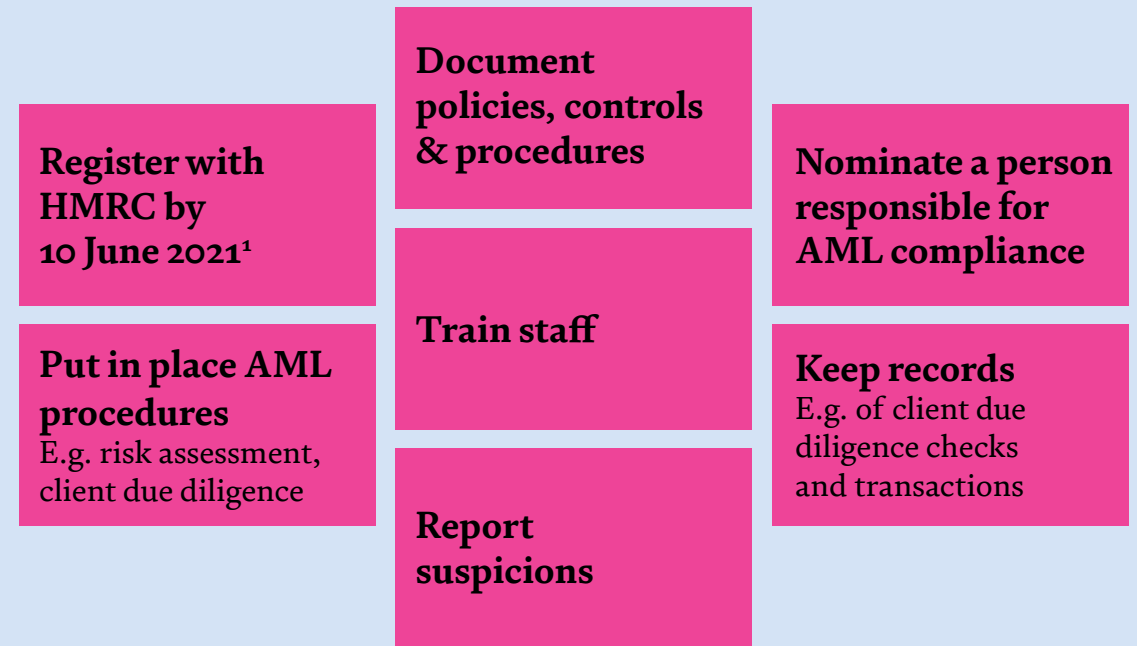 Register with
HMRC by
10 June 2021¹
Put in place AML
procedures
E.g. risk assessment,
client due diligence
Document
policies, controls
& procedures
Train staff
Report
suspicions
Nominate a person
responsible for
AML compliance
Keep records
E.g. of client due
diligence checks
and transactions